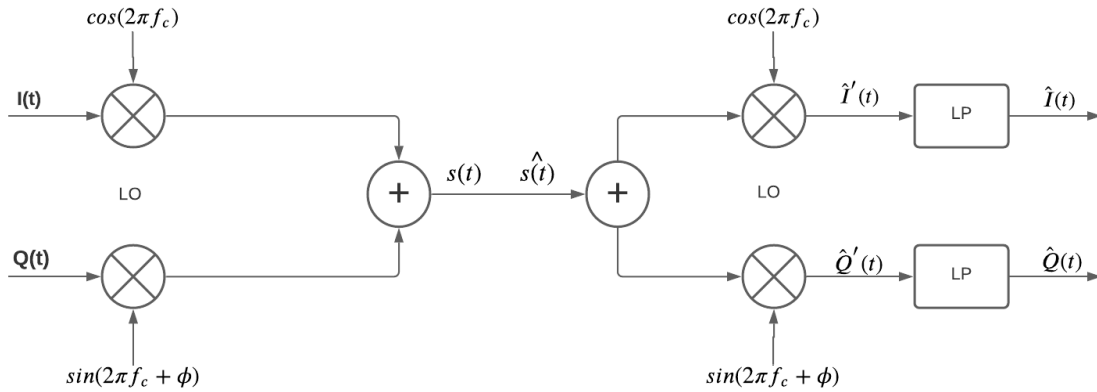 cos(2πf_c)
cos(2πf_c)
I(t)
Î′(t)
LP
Î(t)
LO
+
s(t)
ŝ(t)
+
LO
Q(t)
Q̂′(t)
LP
Q̂(t)
sin(2πf_c + ϕ)
sin(2πf_c + ϕ)